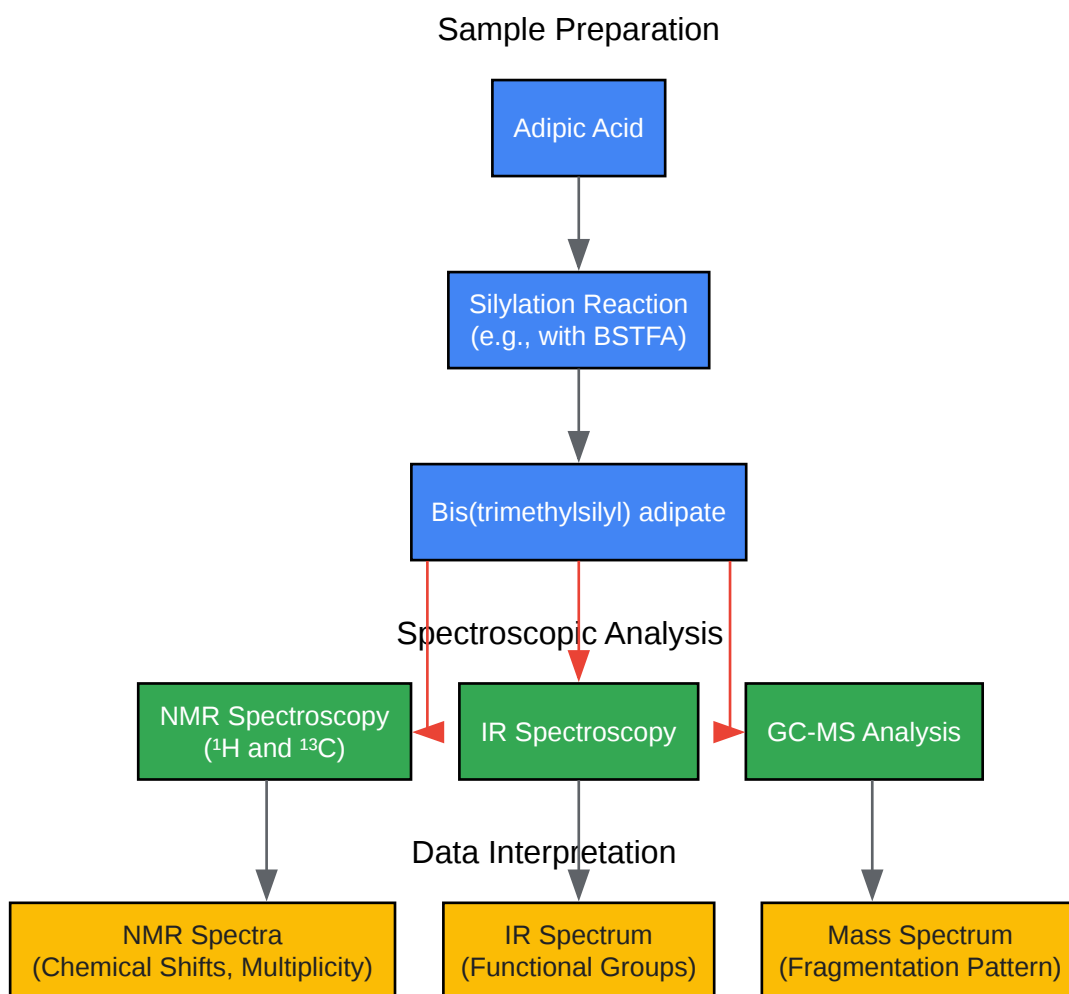 Sample Preparation
Adipic Acid
Silylation Reaction
(e.g., with BSTFA)
Bis(trimethylsilyl) adipate
Spectroscopic Analysis
NMR Spectroscopy
(¹H and ¹³C)
IR Spectroscopy
GC-MS Analysis
Data Interpretation
NMR Spectra
(Chemical Shifts, Multiplicity)
IR Spectrum
(Functional Groups)
Mass Spectrum
(Fragmentation Pattern)